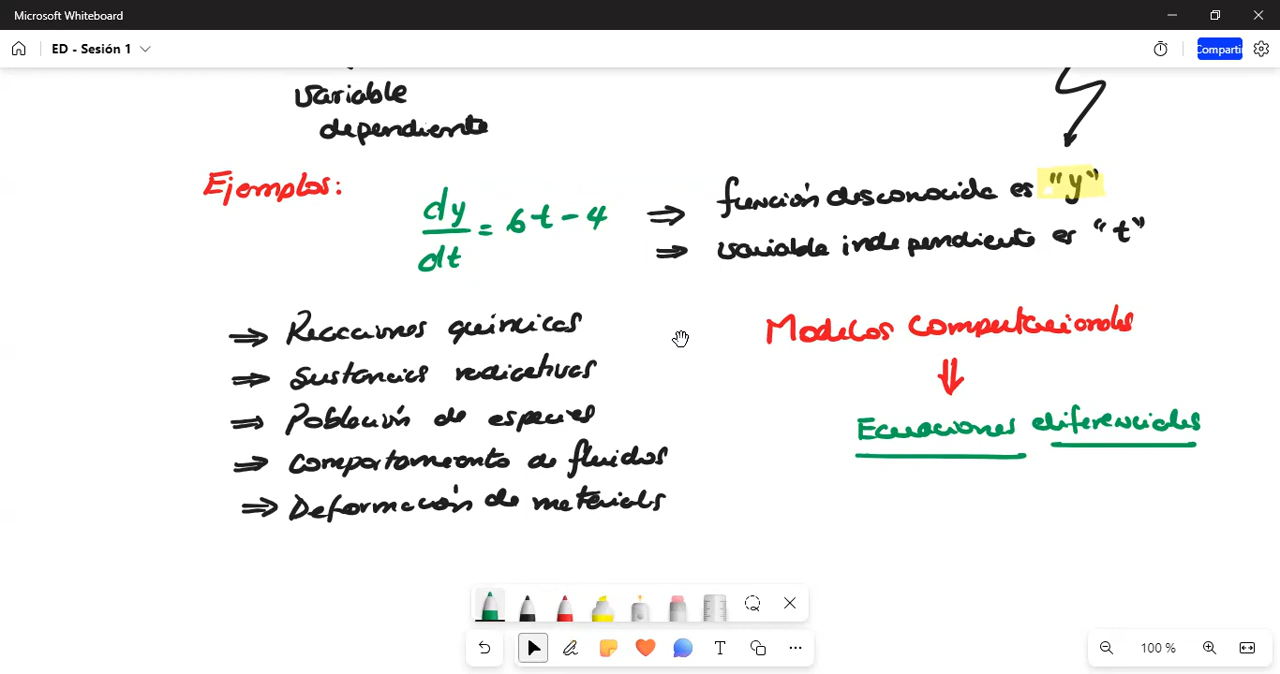 Microsoft Whiteboard
ED - Sesión 1
Compartir
variable
dependiente
Ejemplos:
dy/dt = 6t - 4
⇒ función desconocida es "y"
⇒ variable independiente es "t"
⇒ Reacciones químicas
⇒ Sustancias radicativas
⇒ Población de especies
⇒ Comportamiento de fluidos
⇒ Deformación de materiales
Modelos computacionales
⇓
Ecuaciones diferenciales
T
100 %